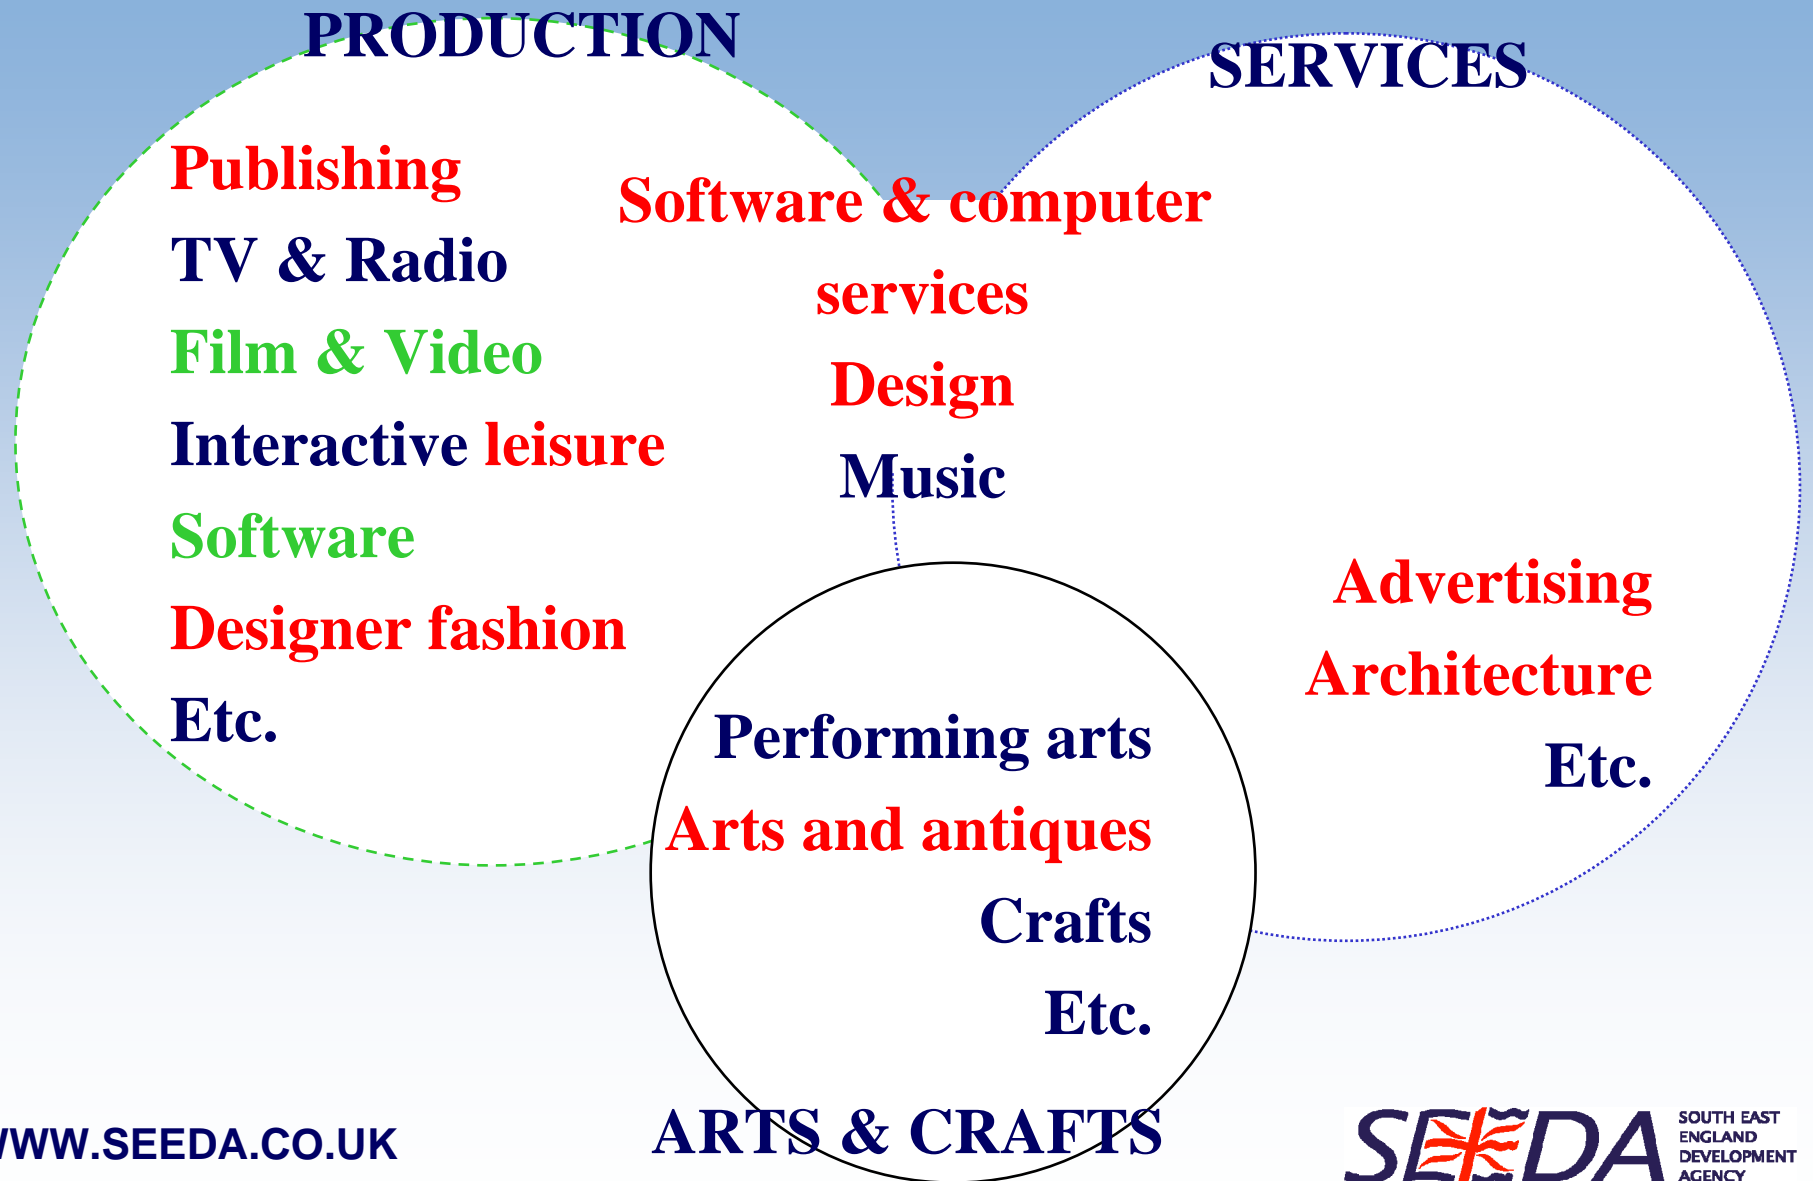 PRODUCTION
SERVICES
Publishing
TV & Radio
Film & Video
Interactive leisure
Software
Designer fashion
Etc.
Software & computer
services
Design
Music
Advertising
Architecture
Etc.
Performing arts
Arts and antiques
Crafts
Etc.
ARTS & CRAFTS
WWW.SEEDA.CO.UK
SEEDA
SOUTH EAST
ENGLAND
DEVELOPMENT
AGENCY